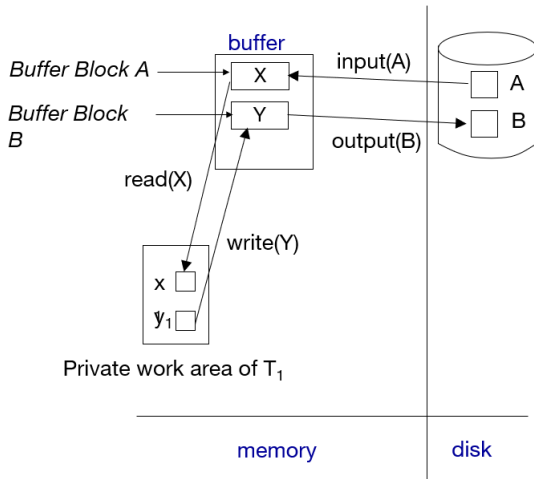 buffer
Buffer Block A
X
input(A)
A
Buffer Block
B
Y
output(B)
B
read(X)
write(Y)
x
y₁
Private work area of T₁
memory
disk